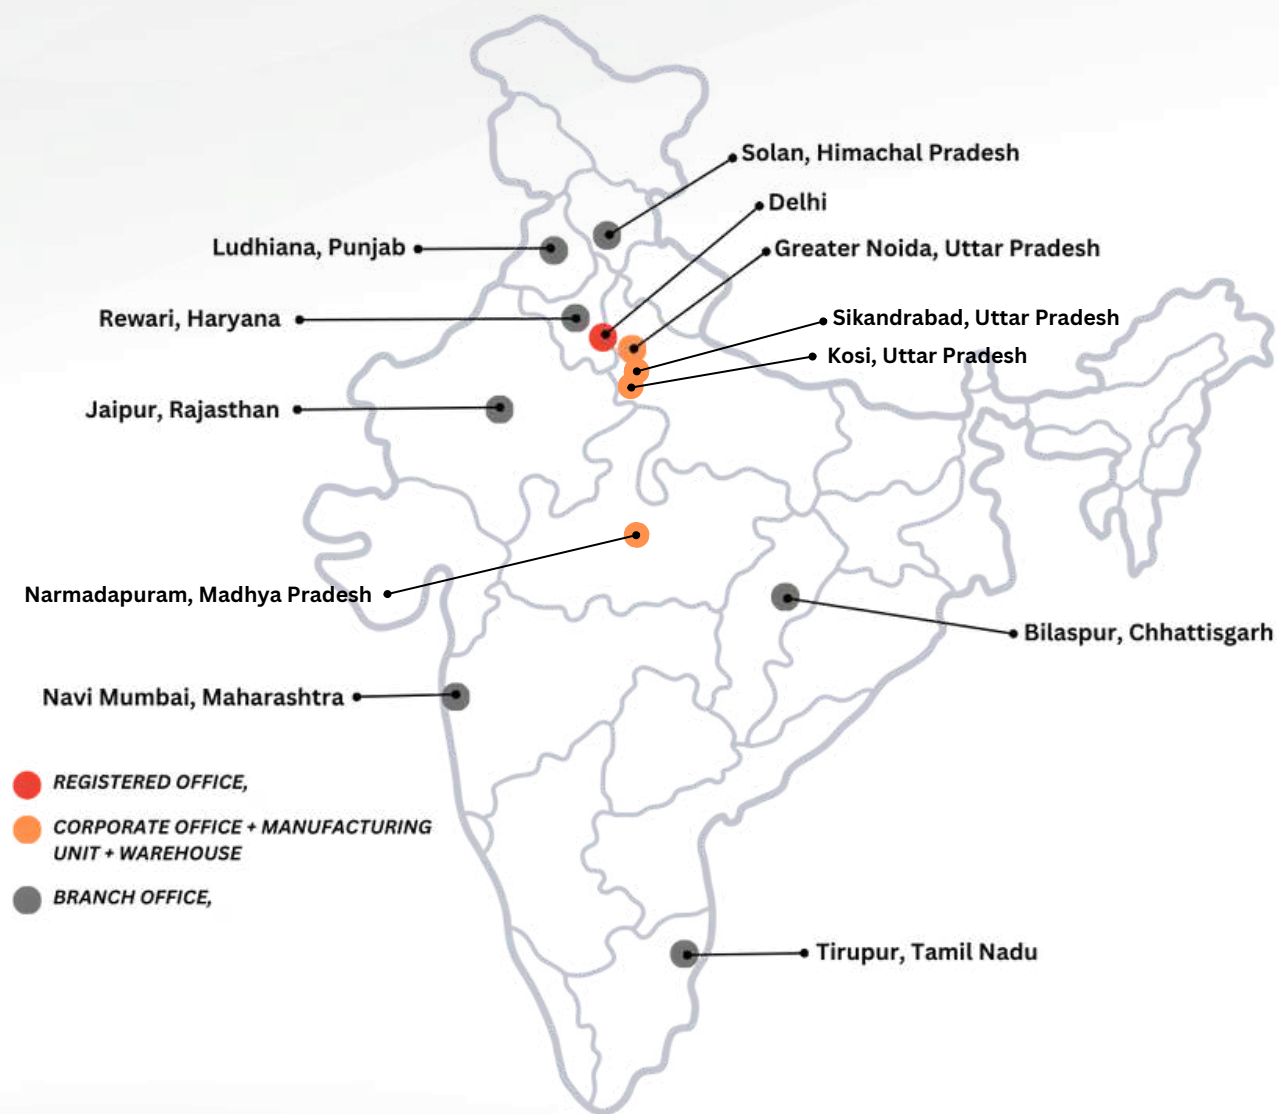 Solan, Himachal Pradesh
Delhi
Ludhiana, Punjab
Greater Noida, Uttar Pradesh
Rewari, Haryana
Sikandrabad, Uttar Pradesh
Kosi, Uttar Pradesh
Jaipur, Rajasthan
Narmadapuram, Madhya Pradesh
Bilaspur, Chhattisgarh
Navi Mumbai, Maharashtra
REGISTERED OFFICE,
CORPORATE OFFICE + MANUFACTURING
UNIT + WAREHOUSE
BRANCH OFFICE,
Tirupur, Tamil Nadu